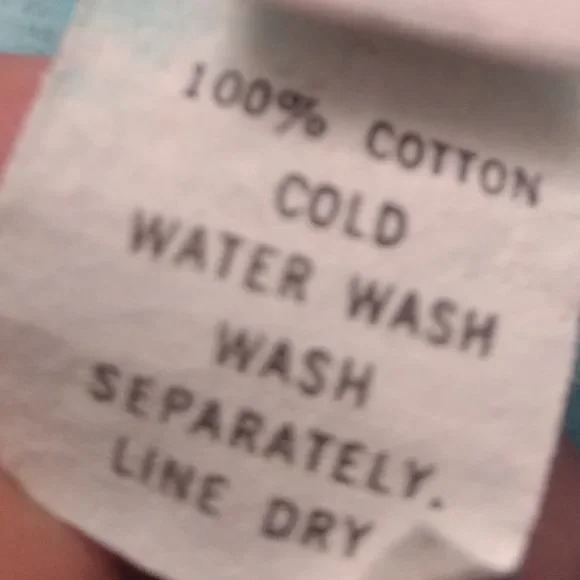 100% COTTON
COLD
WATER WASH
WASH
SEPARATELY.
LINE DRY